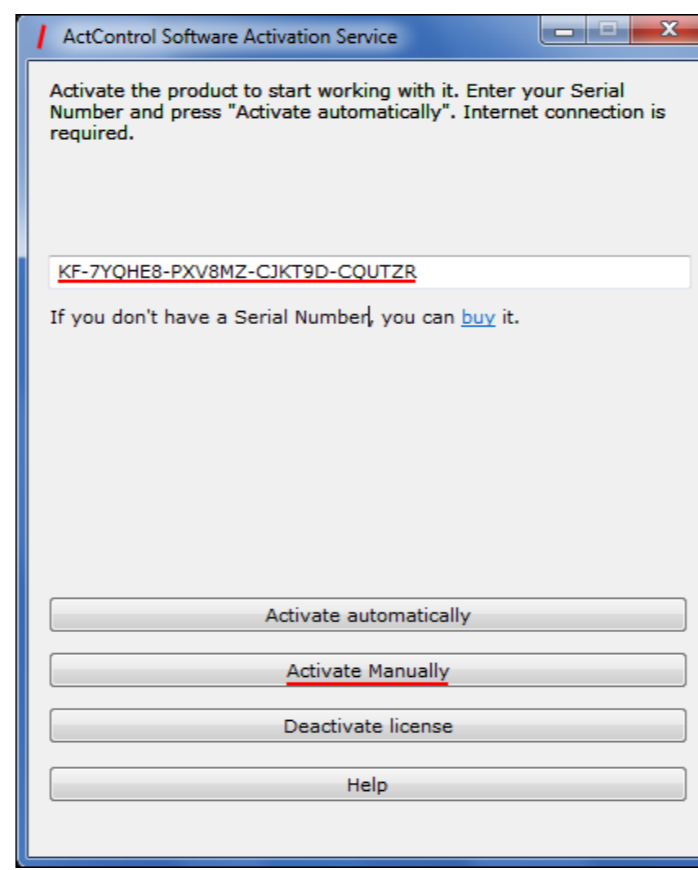 ActControl Software Activation Service
Activate the product to start working with it. Enter your Serial
Number and press "Activate automatically". Internet connection is
required.
KF-7YQHE8-PXV8MZ-CJKT9D-CQUTZR
If you don't have a Serial Number, you can buy it.
Activate automatically
Activate Manually
Deactivate license
Help